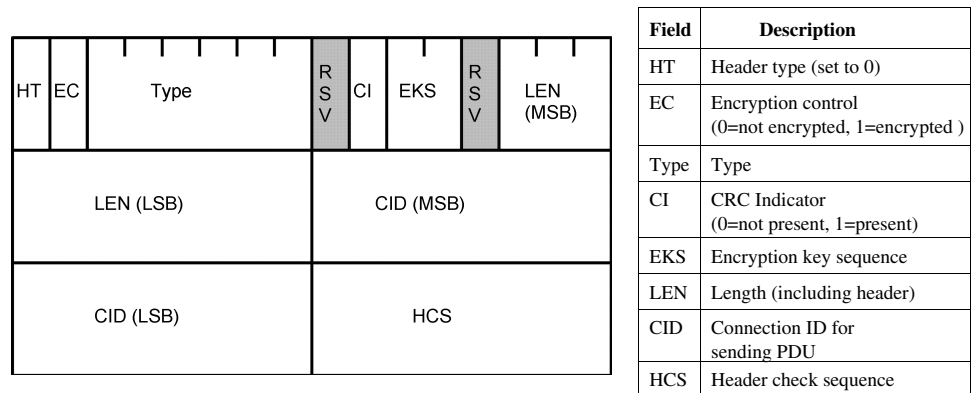 HT EC Type R S V CI EKS R S V LEN (MSB)
LEN (LSB) CID (MSB)
CID (LSB) HCS
Field Description
HT Header type (set to 0)
EC Encryption control
(0=not encrypted, 1=encrypted )
Type Type
CI CRC Indicator
(0=not present, 1=present)
EKS Encryption key sequence
LEN Length (including header)
CID Connection ID for
sending PDU
HCS Header check sequence